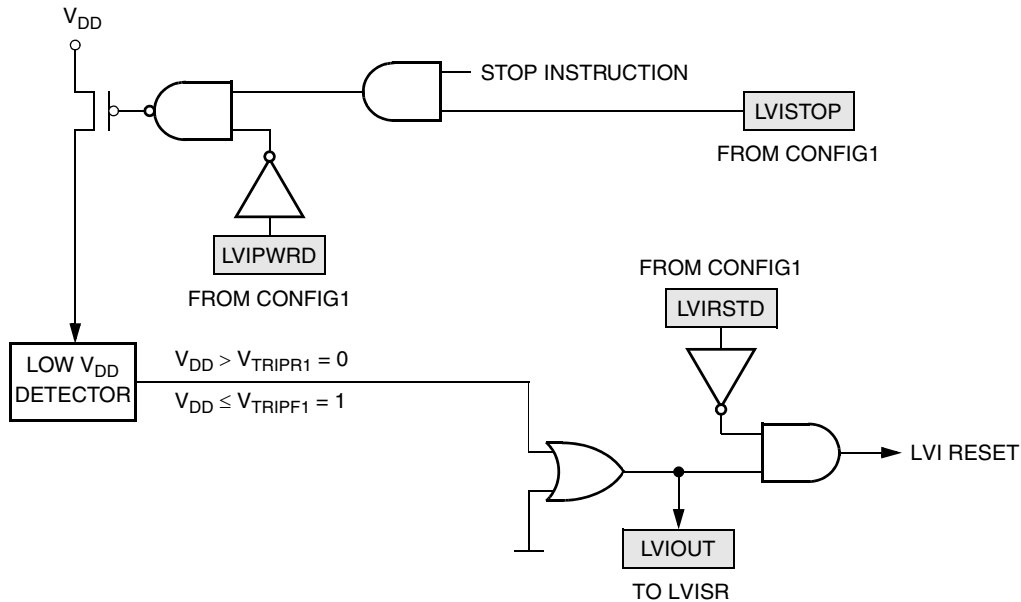 VDD
STOP INSTRUCTION
LVISTOP
FROM CONFIG1
LVIPWRD
FROM CONFIG1
FROM CONFIG1
LVIRSTD
LOW VDD
DETECTOR
VDD > VTRIPR1 = 0
VDD ≤ VTRIPF1 = 1
LVI RESET
LVIOUT
TO LVISR